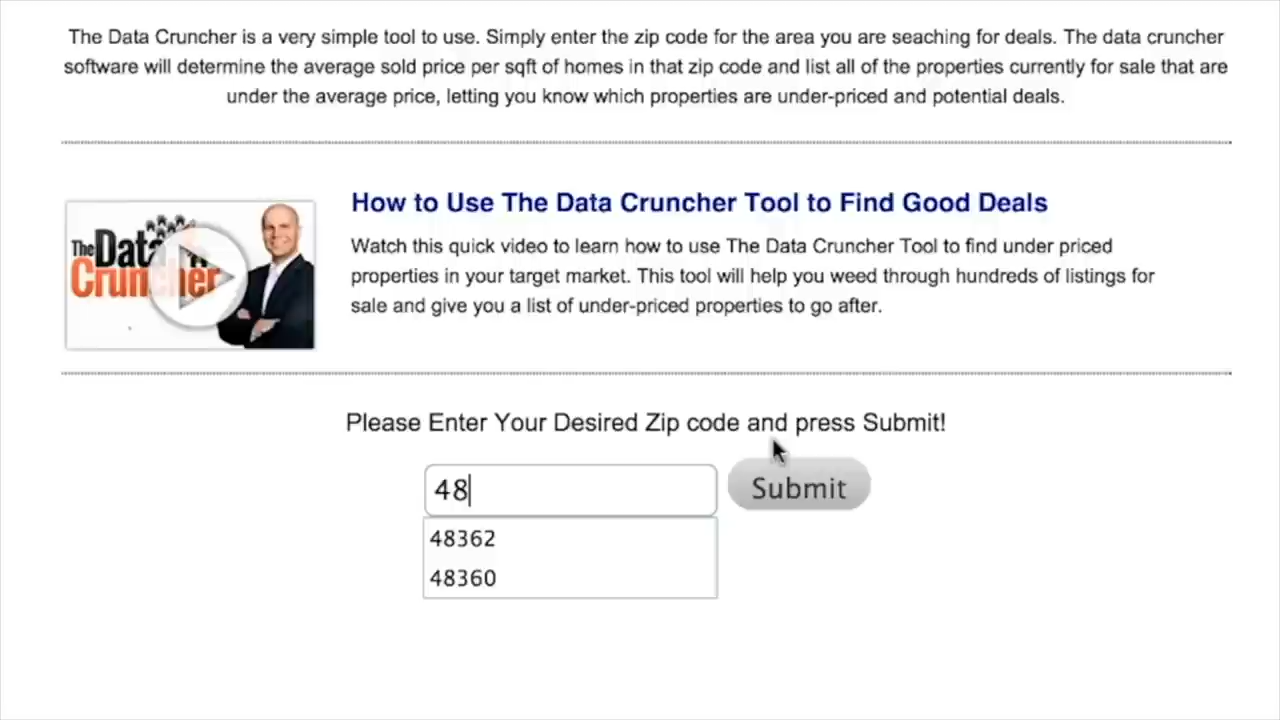 The Data Cruncher is a very simple tool to use. Simply enter the zip code for the area you are seaching for deals. The data cruncher
software will determine the average sold price per sqft of homes in that zip code and list all of the properties currently for sale that are
under the average price, letting you know which properties are under-priced and potential deals.
The Data
Cruncher
How to Use The Data Cruncher Tool to Find Good Deals
Watch this quick video to learn how to use The Data Cruncher Tool to find under priced
properties in your target market. This tool will help you weed through hundreds of listings for
sale and give you a list of under-priced properties to go after.
Please Enter Your Desired Zip code and press Submit!
48
Submit
48362
48360